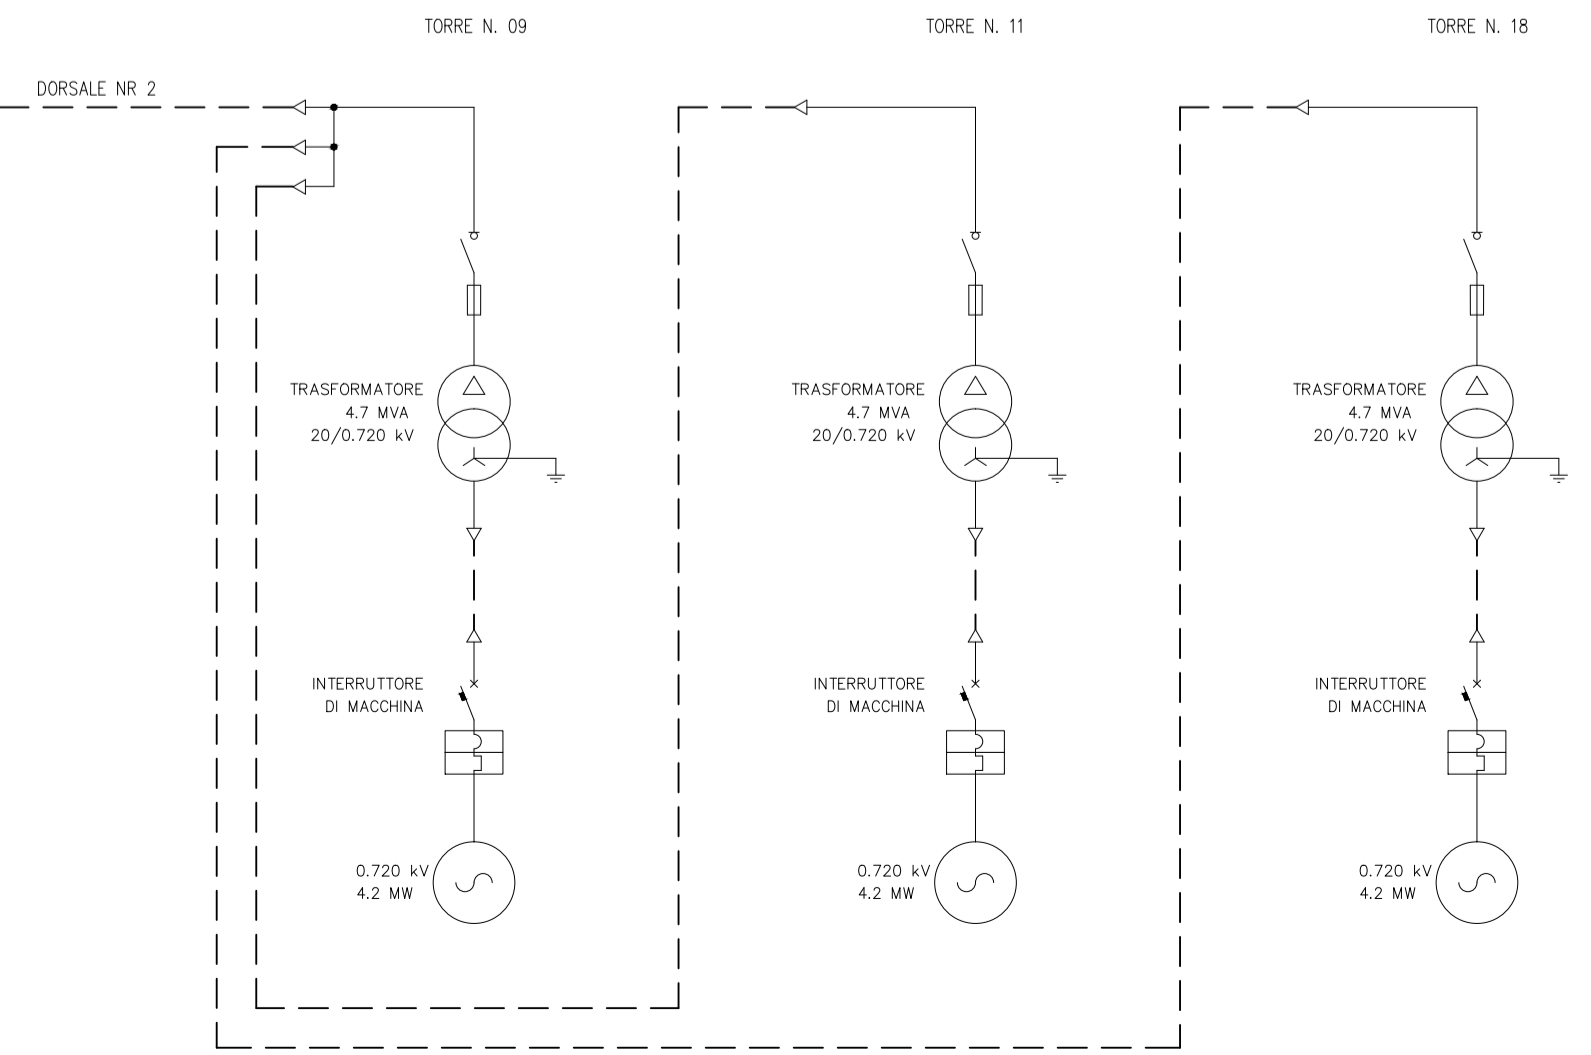 TORRE N. 09
TORRE N. 11
TORRE N. 18
DORSALE NR 2
TRASFORMATORE
4.7 MVA
20/0.720 kV
TRASFORMATORE
4.7 MVA
20/0.720 kV
TRASFORMATORE
4.7 MVA
20/0.720 kV
INTERRUTTORE
DI MACCHINA
INTERRUTTORE
DI MACCHINA
INTERRUTTORE
DI MACCHINA
0.720 kV
4.2 MW
0.720 kV
4.2 MW
0.720 kV
4.2 MW